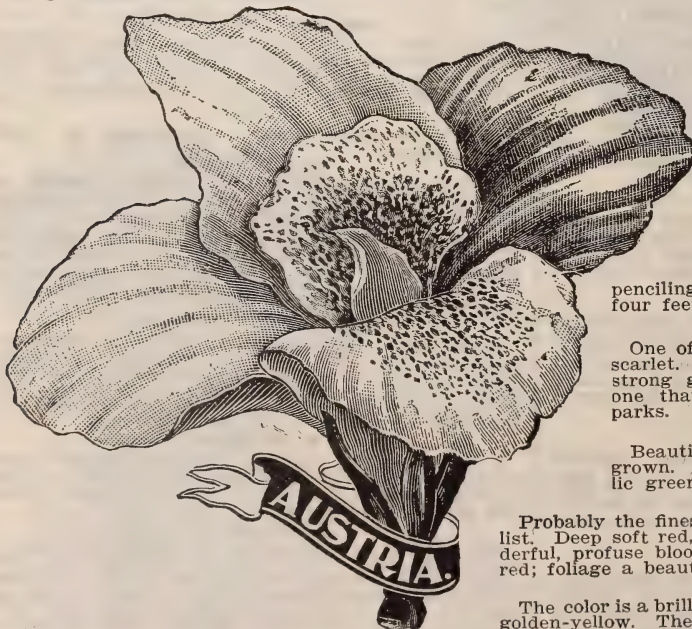 penciling
four fee
One of
scarlet.
strong g
one tha
parks.
Beauti
grown.
lic green
Probably the fines
list. Deep soft red,
derful, profuse bloo
red; foliage a beaut
The color is a brill
golden-yellow. The
AUSTRIA.